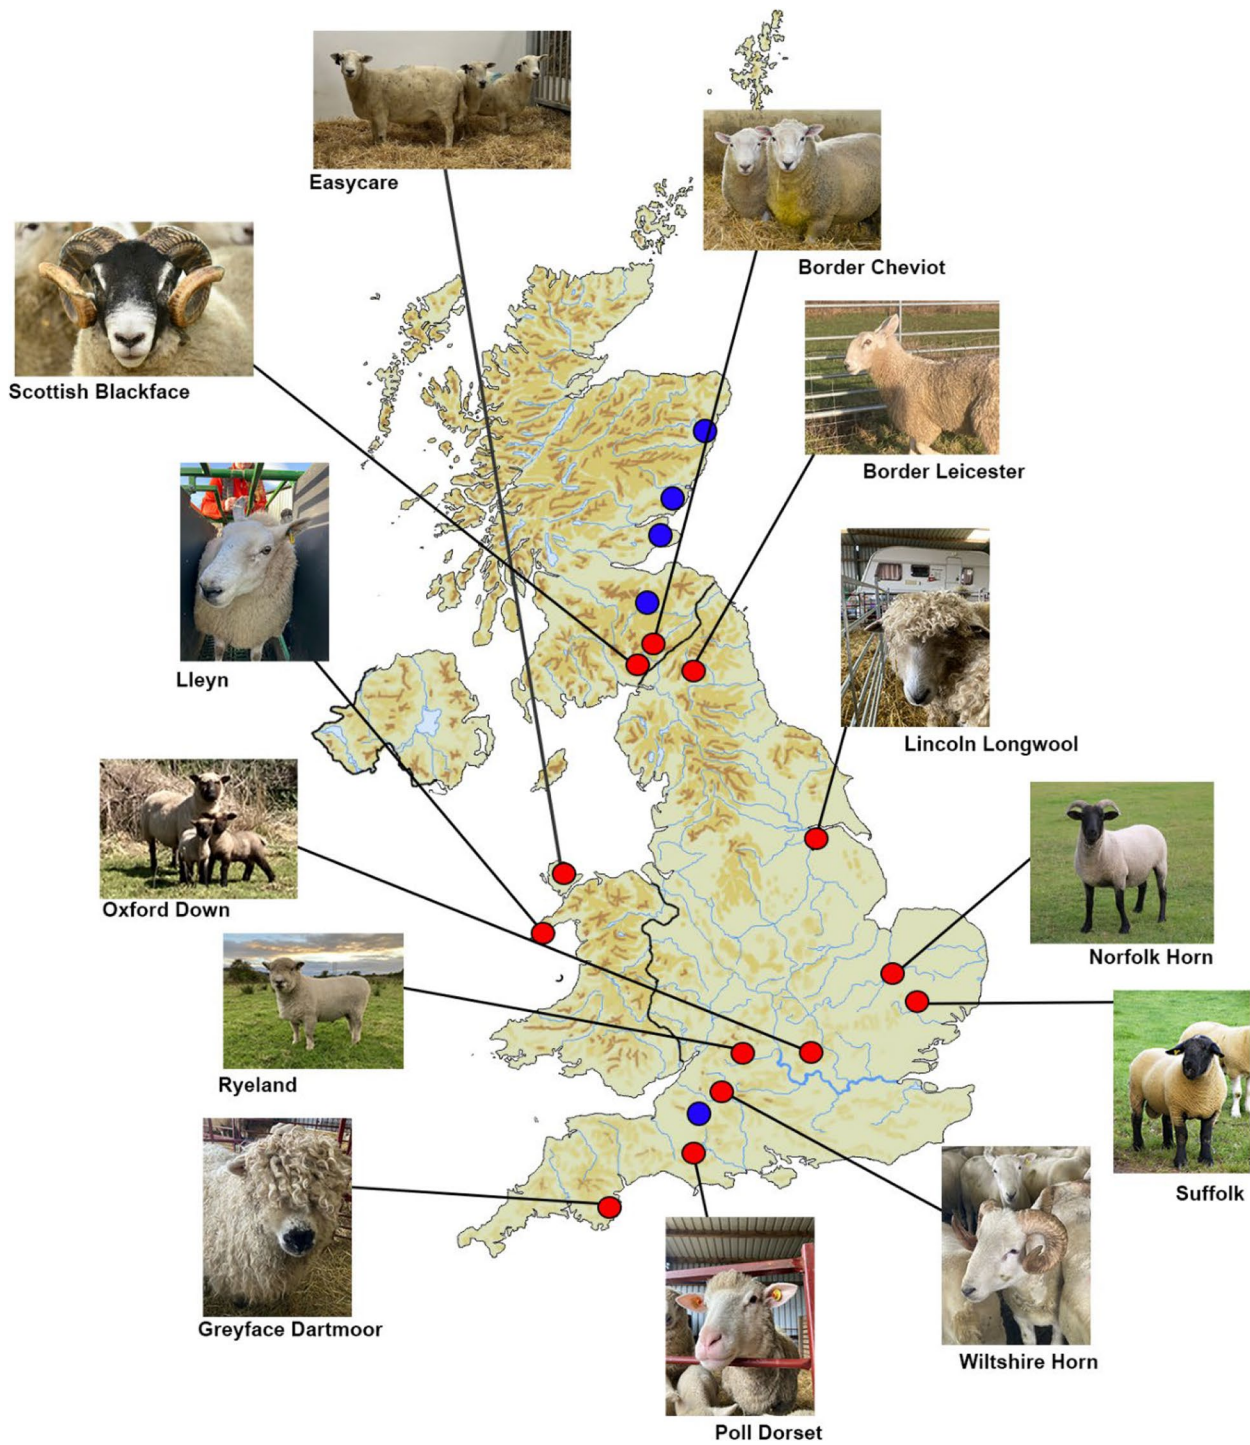 Easycare
Border Cheviot
Scottish Blackface
Border Leicester
Lleyn
Lincoln Longwool
Oxford Down
Norfolk Horn
Ryeland
Suffolk
Greyface Dartmoor
Wiltshire Horn
Poll Dorset